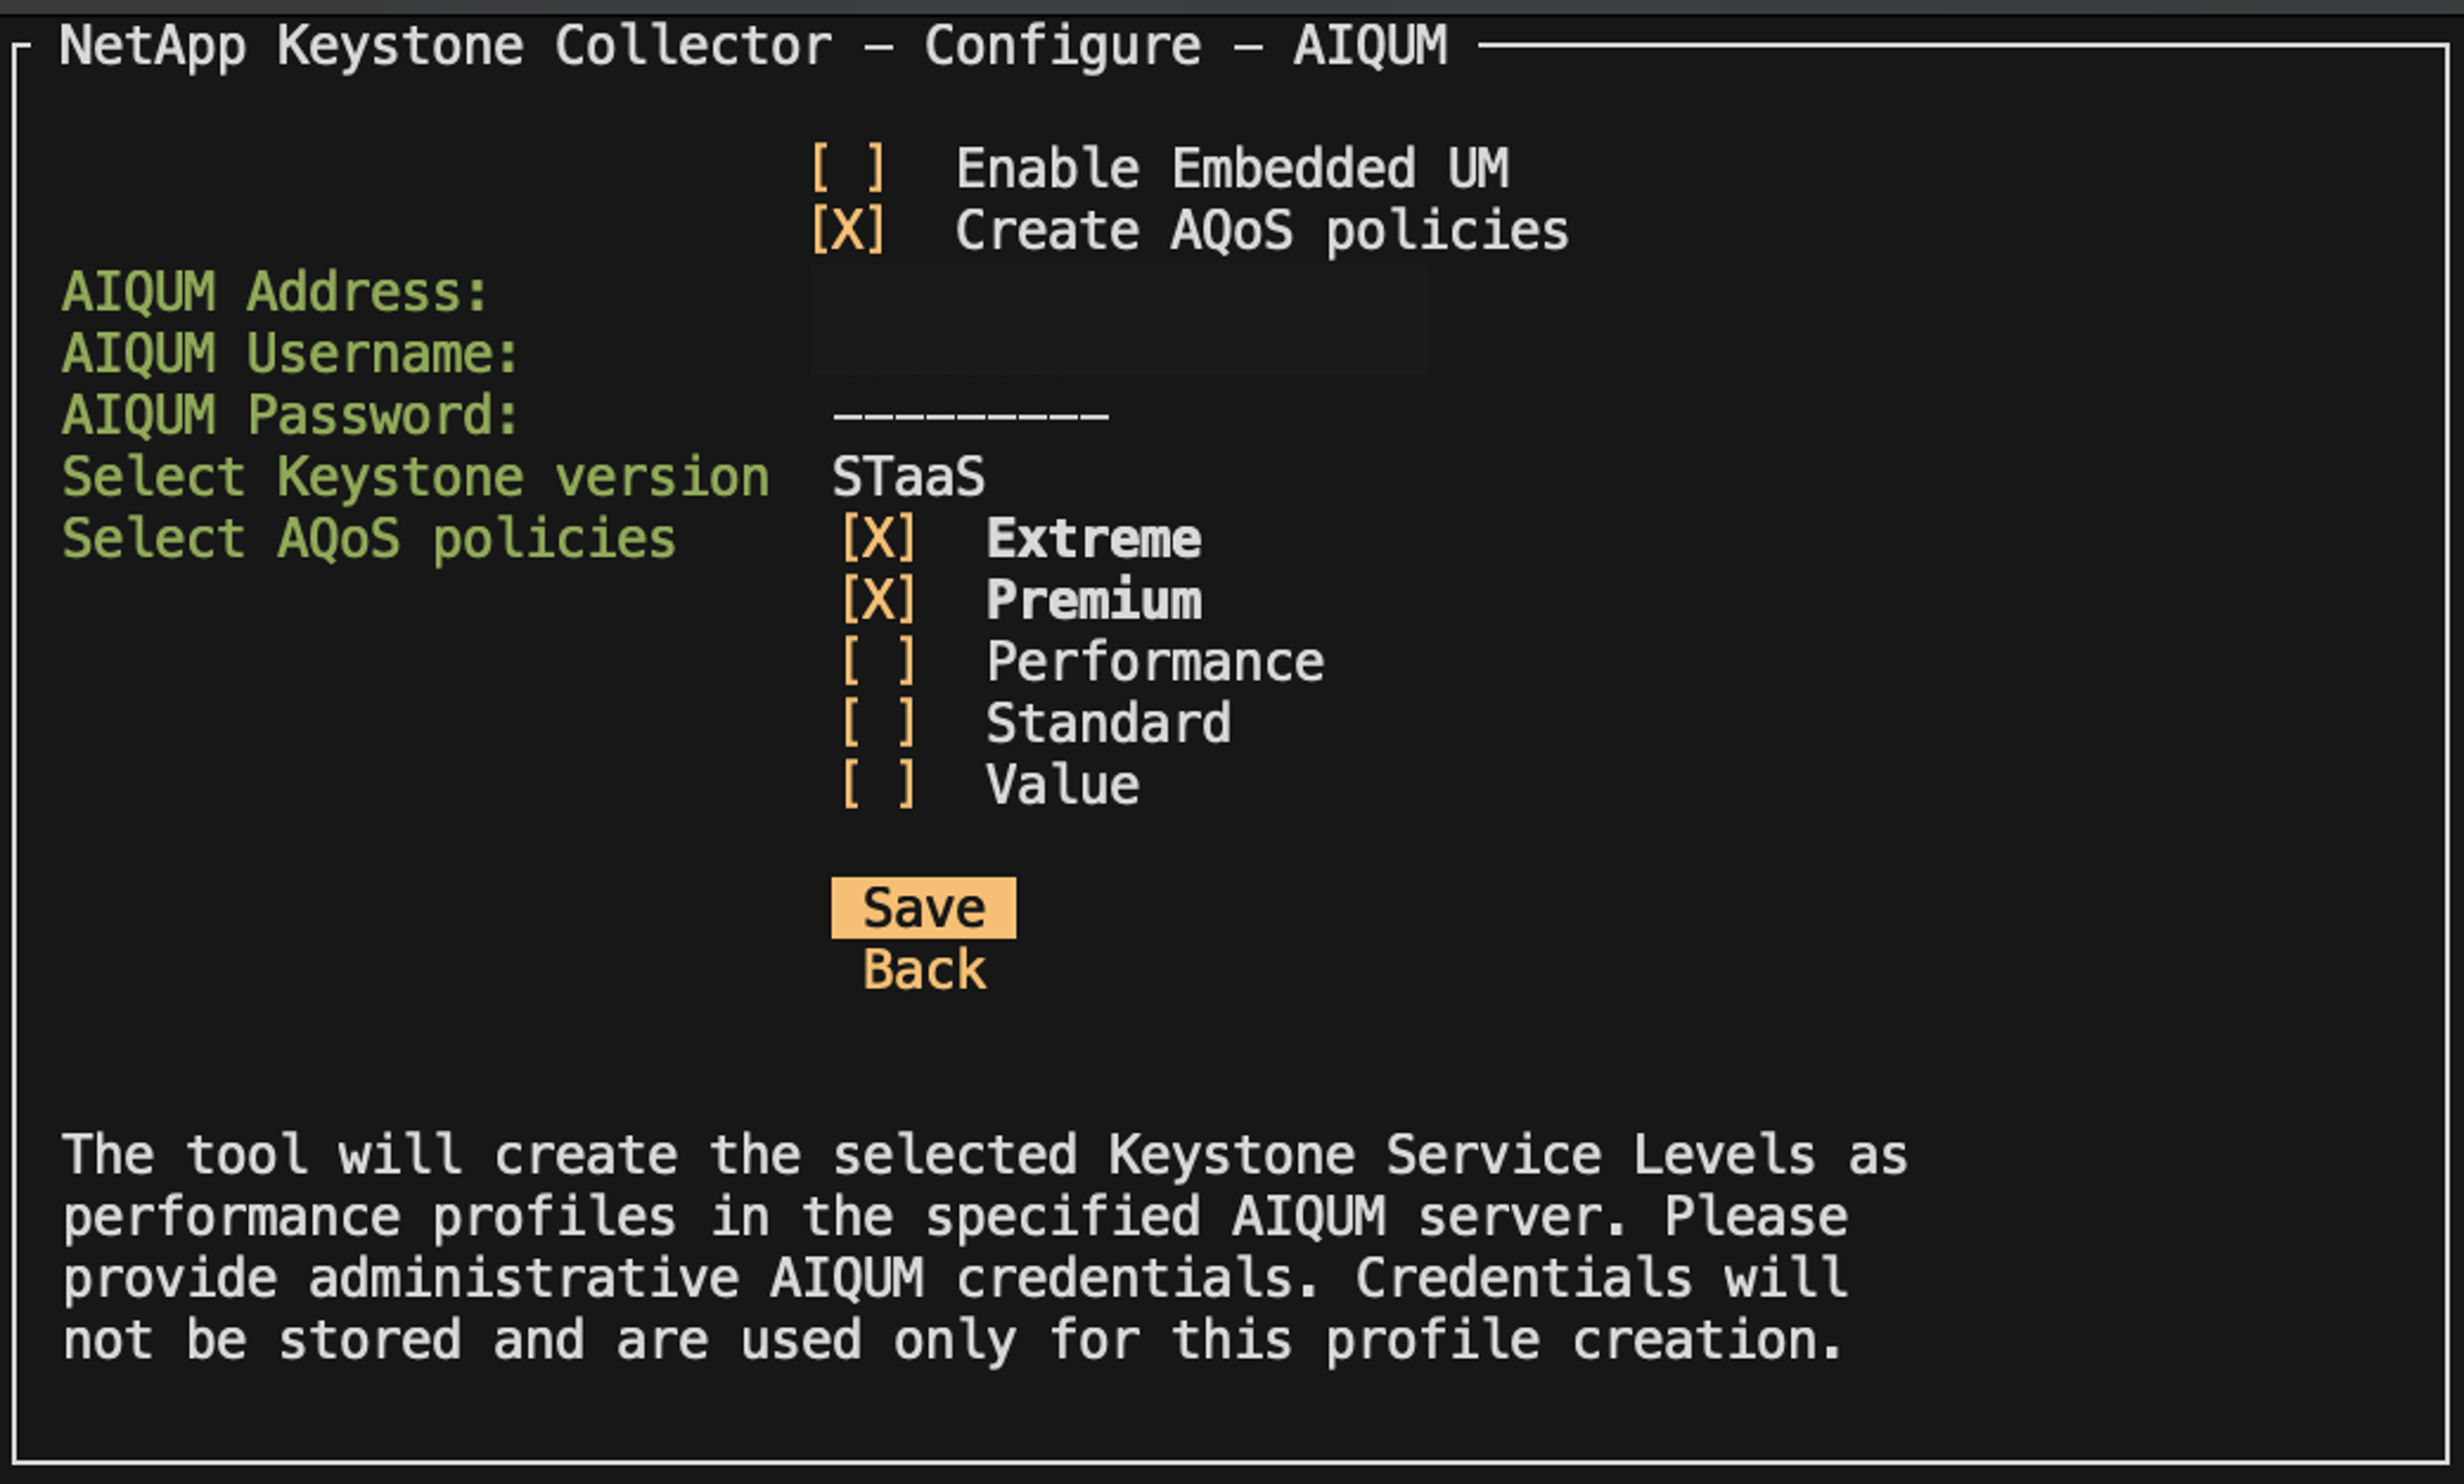 NetApp Keystone Collector – Configure – AIQUM
[ ] Enable Embedded UM
[X] Create AQoS policies
AIQUM Address:
AIQUM Username:
AIQUM Password: –––––––––
Select Keystone version STaaS
Select AQoS policies [X] Extreme
[X] Premium
[ ] Performance
[ ] Standard
[ ] Value
Save
Back
The tool will create the selected Keystone Service Levels as
performance profiles in the specified AIQUM server. Please
provide administrative AIQUM credentials. Credentials will
not be stored and are used only for this profile creation.